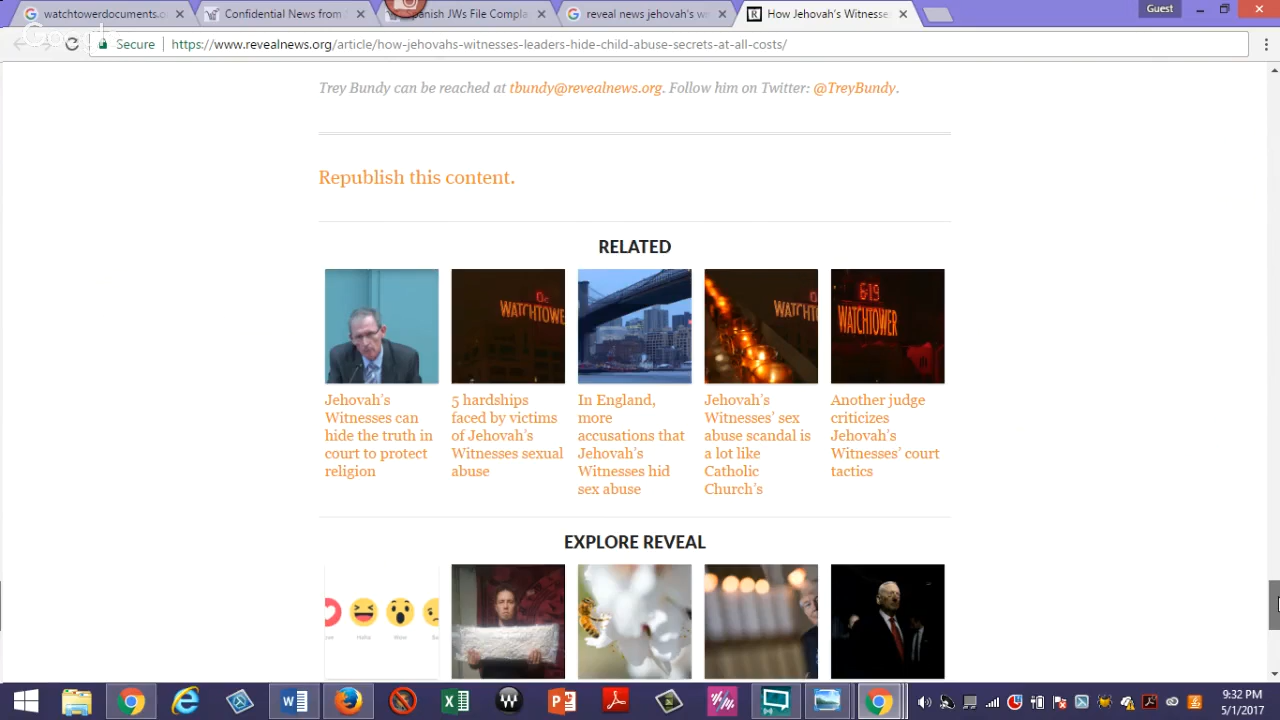 watchtowerdocuments.c
Confidential News from
anish JWs File Compla
reveal news jehovah's w
How Jehovah's Witnesse
Guest
Secure
https://www.revealnews.org/article/how-jehovahs-witnesses-leaders-hide-child-abuse-secrets-at-all-costs/
Trey Bundy can be reached at tbundy@revealnews.org. Follow him on Twitter: @TreyBundy.
Republish this content.
RELATED
WATCHTOWE
WATCHT
6:19
WATCHTOWER
Jehovah's
Witnesses can
hide the truth in
court to protect
religion
5 hardships
faced by victims
of Jehovah's
Witnesses sexual
abuse
In England,
more
accusations that
Jehovah's
Witnesses hid
sex abuse
Jehovah's
Witnesses' sex
abuse scandal is
a lot like
Catholic
Church's
Another judge
criticizes
Jehovah's
Witnesses' court
tactics
EXPLORE REVEAL
Haha
Wow
9:32 PM
5/1/2017